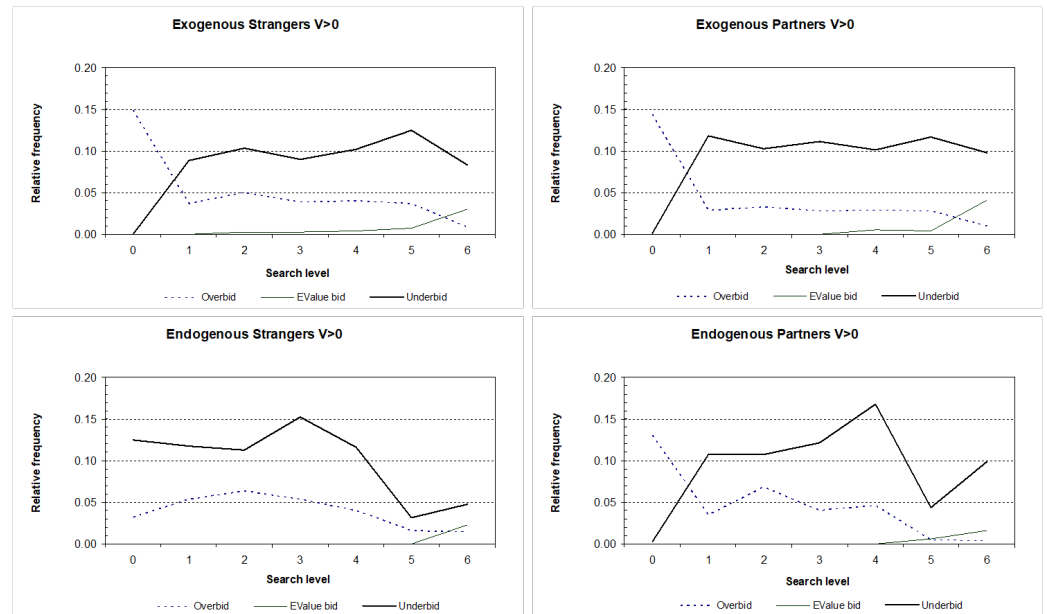 Exogenous Strangers V>0
Relative frequency
0.20
0.15
0.10
0.05
0.00
0 1 2 3 4 5 6
Search level
Overbid EValue bid Underbid
Exogenous Partners V>0
Relative frequency
0.20
0.15
0.10
0.05
0.00
0 1 2 3 4 5 6
Search level
Overbid EValue bid Underbid
Endogenous Strangers V>0
Relative frequency
0.20
0.15
0.10
0.05
0.00
0 1 2 3 4 5 6
Search level
Overbid EValue bid Underbid
Endogenous Partners V>0
Relative frequency
0.20
0.15
0.10
0.05
0.00
0 1 2 3 4 5 6
Search level
Overbid EValue bid Underbid